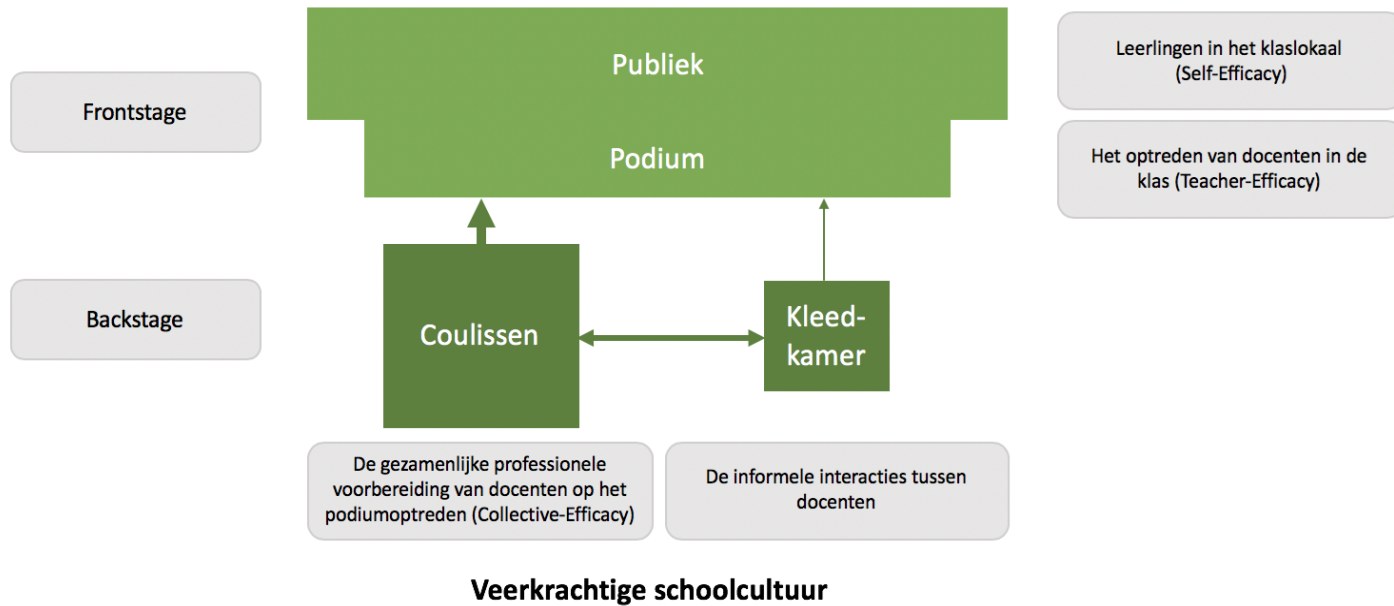 Publiek
Leerlingen in het klaslokaal
(Self-Efficacy)
Frontstage
Podium
Het optreden van docenten in de
klas (Teacher-Efficacy)
Backstage
Coulissen
Kleed-
kamer
De gezamenlijke professionele
voorbereiding van docenten op het
podiumoptreden (Collective-Efficacy)
De informele interacties tussen
docenten
Veerkrachtige schoolcultuur